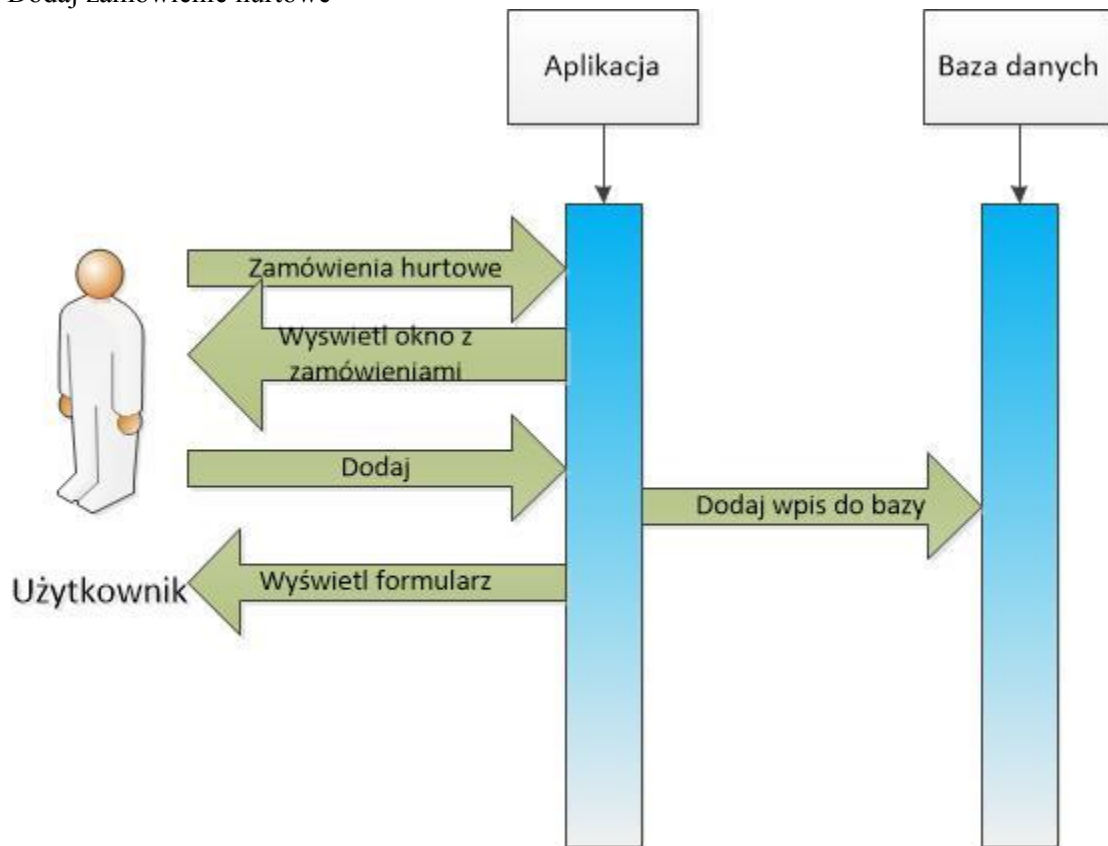 Dodaj zamówienie hurtowe
Aplikacja
Baza danych
Zamówienia hurtowe
Wyswietl okno z
zamówieniami
Dodaj
Dodaj wpis do bazy
Wyświetl formularz
Użytkownik